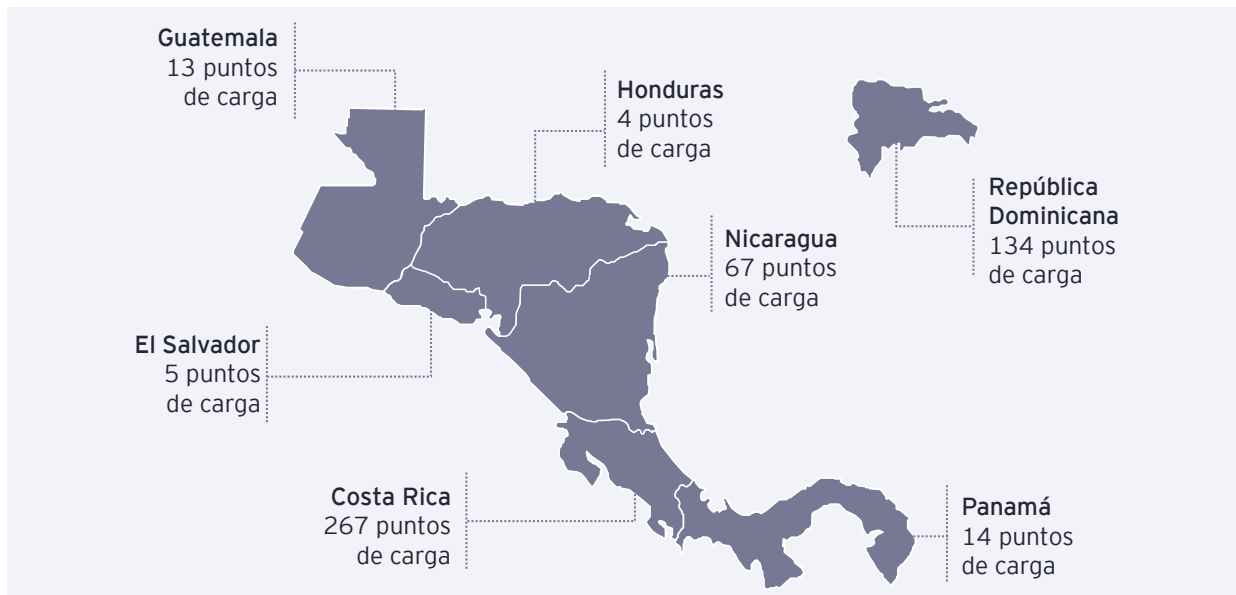 Guatemala
13 puntos
de carga
Honduras
4 puntos
de carga
República
Dominicana
134 puntos
de carga
Nicaragua
67 puntos
de carga
El Salvador
5 puntos
de carga
Costa Rica
267 puntos
de carga
Panamá
14 puntos
de carga